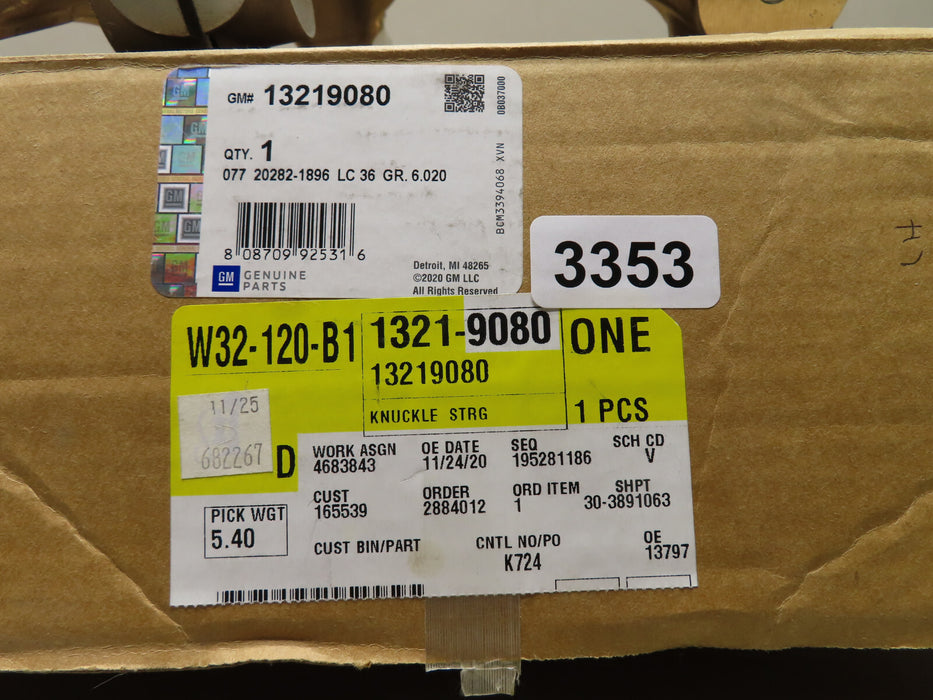 GM# 13219080
0B037000
QTY. 1
077 20282-1896 LC 36 GR. 6.020
BCM3394068 XVN
8 08709 92531 6
GM GENUINE
PARTS
Detroit, MI 48265
©2020 GM LLC
All Rights Reserved
3353
W32-120-B1
1321-9080
ONE
13219080
KNUCKLE STRG
1 PCS
11/25
682267
D
WORK ASGN
4683843
OE DATE
11/24/20
SEQ
195281186
SCH CD
V
CUST
165539
ORDER
2884012
ORD ITEM
1
SHPT
30-3891063
PICK WGT
5.40
CUST BIN/PART
CNTL NO/PO
K724
OE
13797